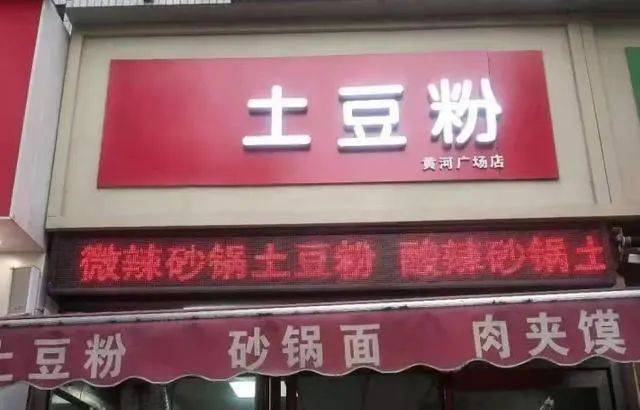 土豆粉
黄河广场店
微辣砂锅土豆粉 酸辣砂锅土
土豆粉 砂锅面 肉夹馍